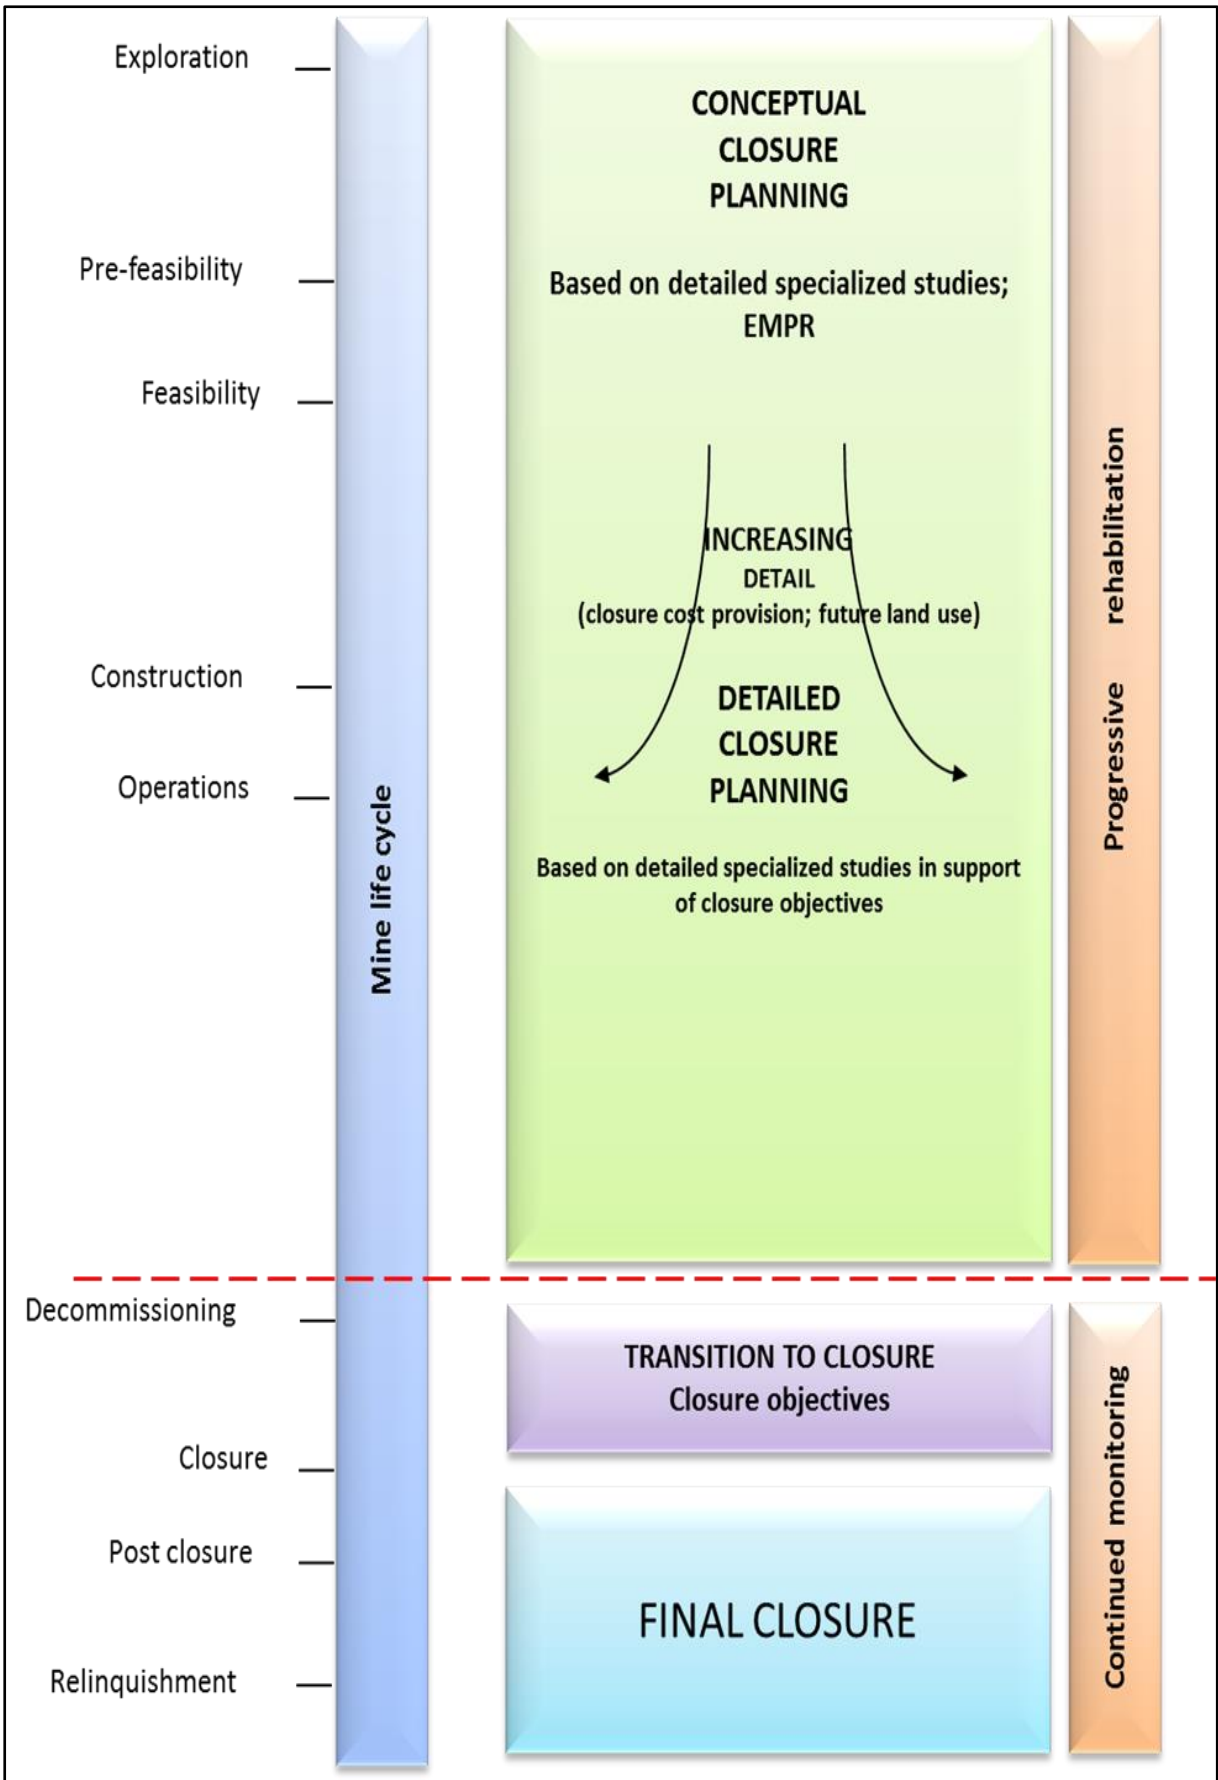 Exploration
Pre-feasibility
Feasibility
Construction
Operations
Decommissioning
Closure
Post closure
Relinquishment
Mine life cycle
CONCEPTUAL
CLOSURE
PLANNING
Based on detailed specialized studies;
EMPR
INCREASING
DETAIL
(closure cost provision; future land use)
DETAILED
CLOSURE
PLANNING
Based on detailed specialized studies in support
of closure objectives
TRANSITION TO CLOSURE
Closure objectives
FINAL CLOSURE
Progressive rehabilitation
Continued monitoring